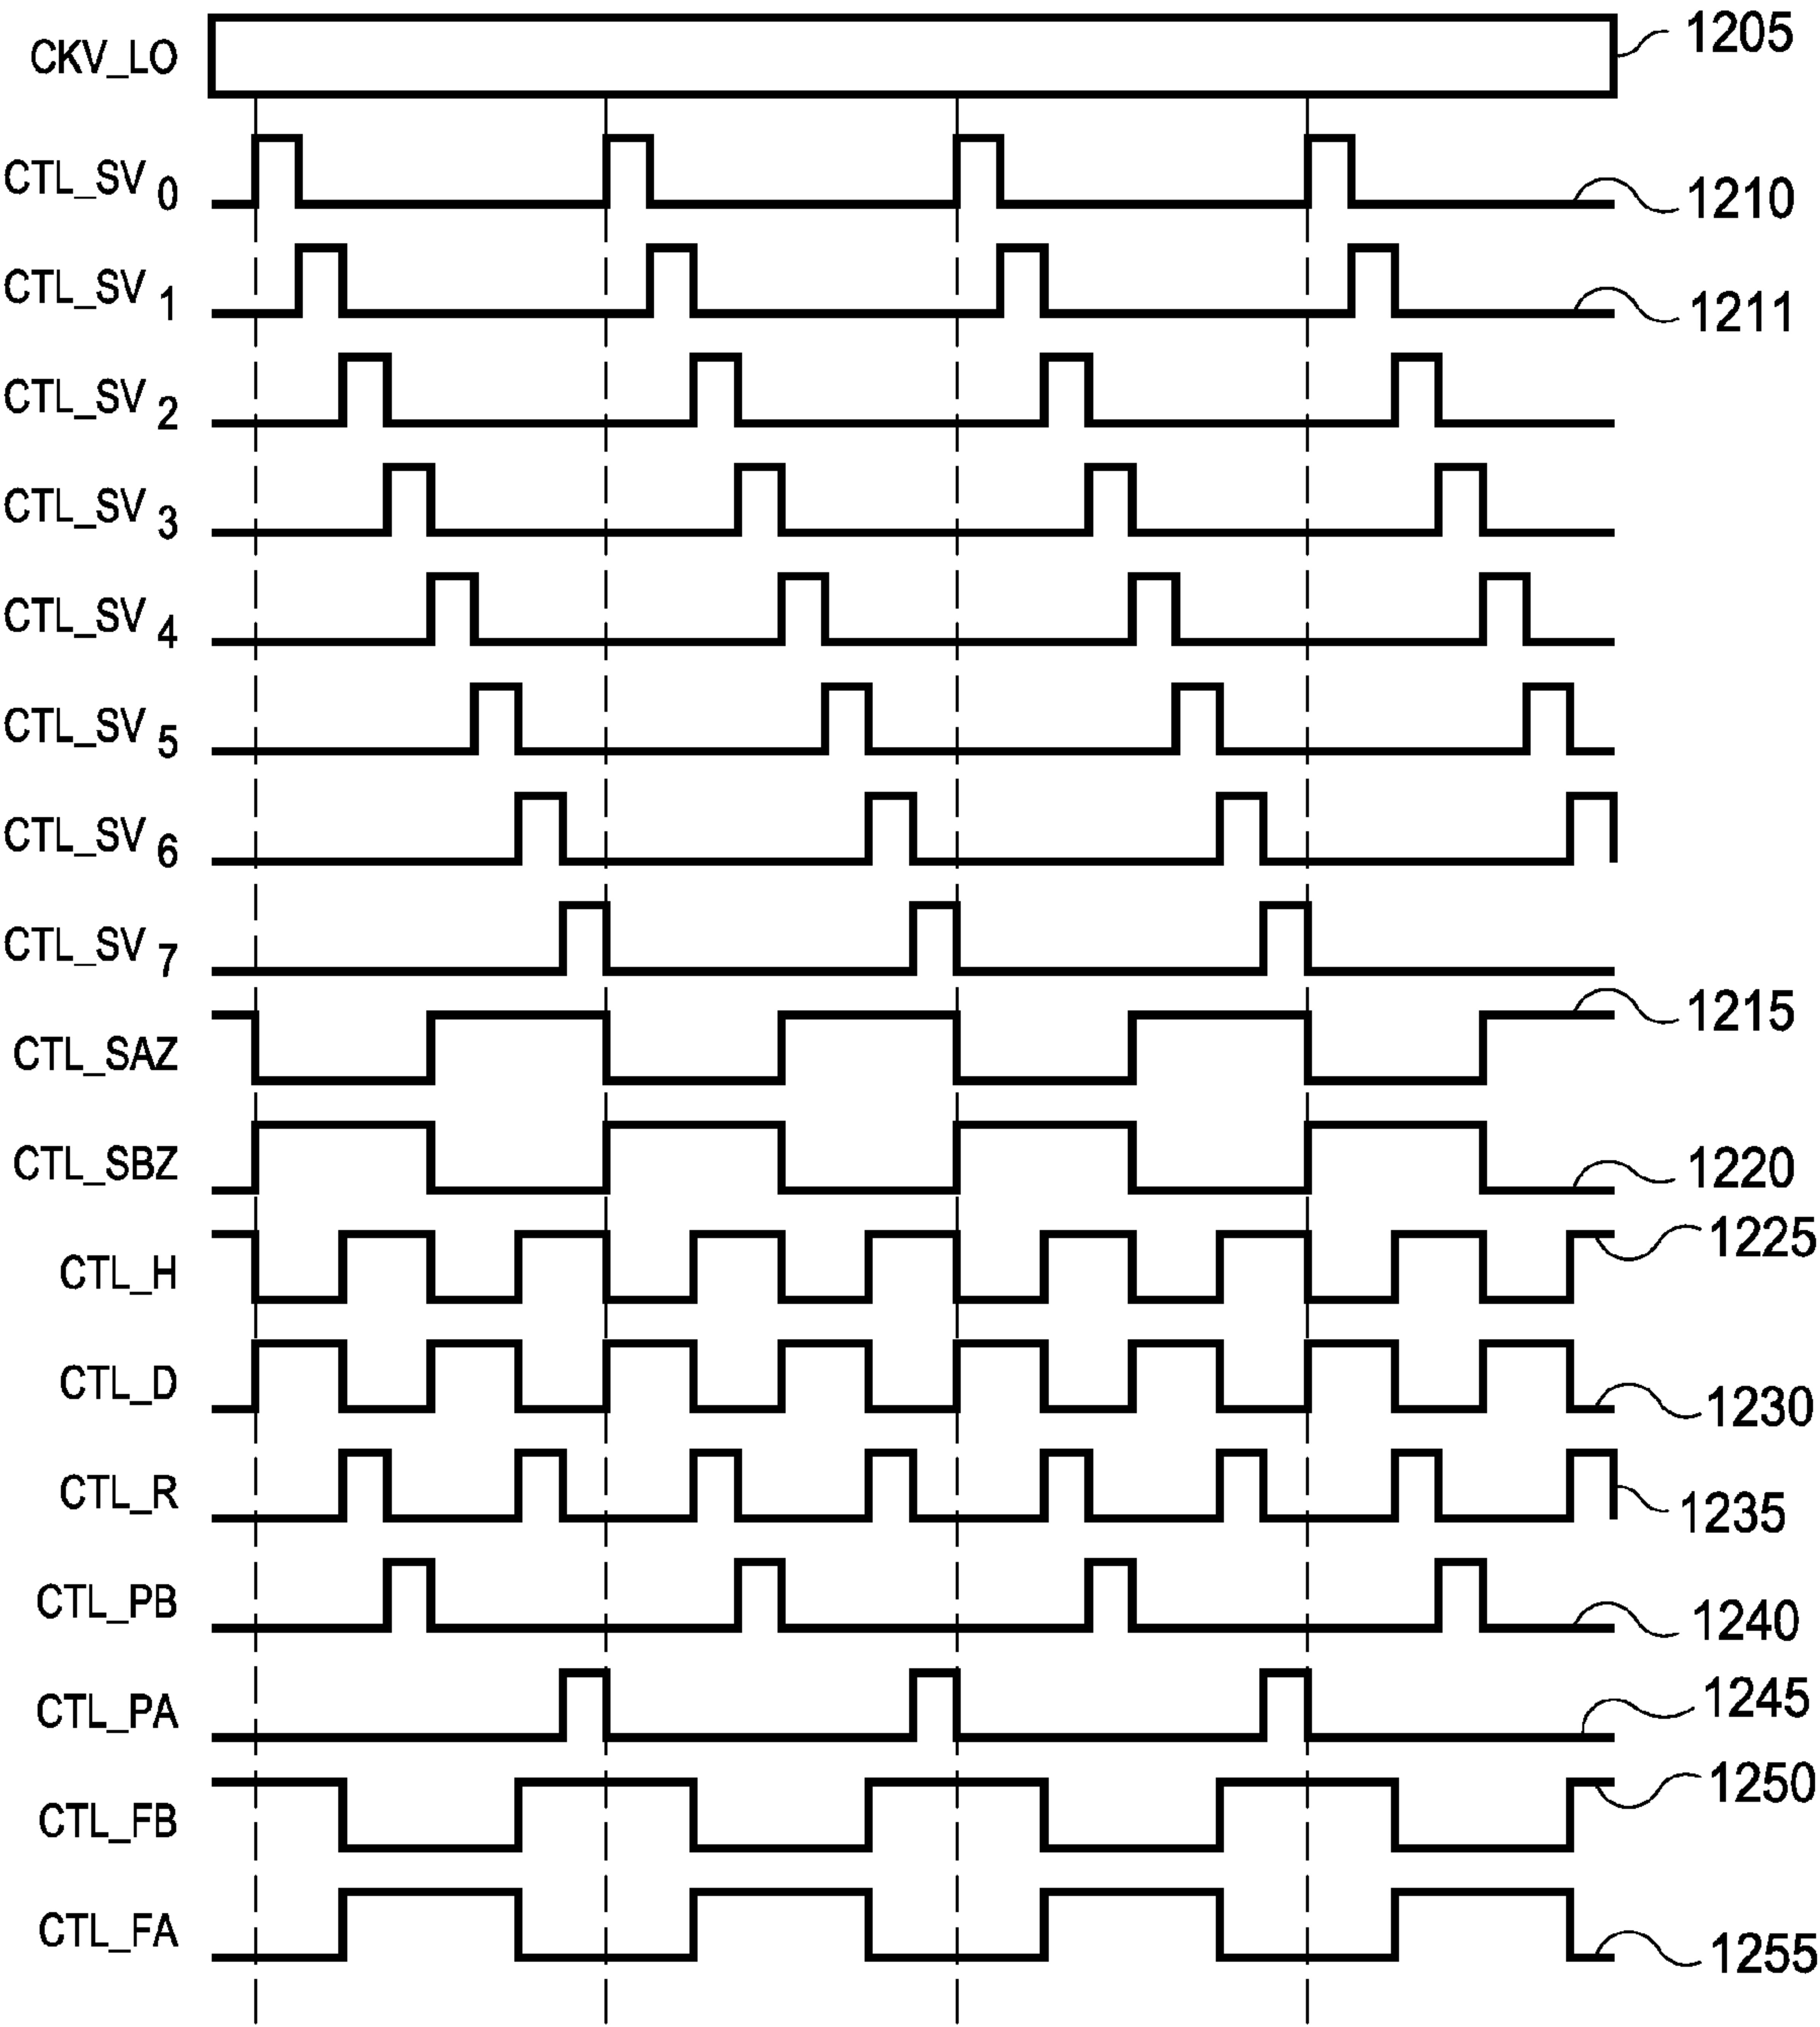 CKV_LO 1205
CTL_SV 0 1210
CTL_SV 1 1211
CTL_SV 2
CTL_SV 3
CTL_SV 4
CTL_SV 5
CTL_SV 6
CTL_SV 7
CTL_SAZ 1215
CTL_SBZ 1220
CTL_H 1225
CTL_D 1230
CTL_R 1235
CTL_PB 1240
CTL_PA 1245
CTL_FB 1250
CTL_FA 1255